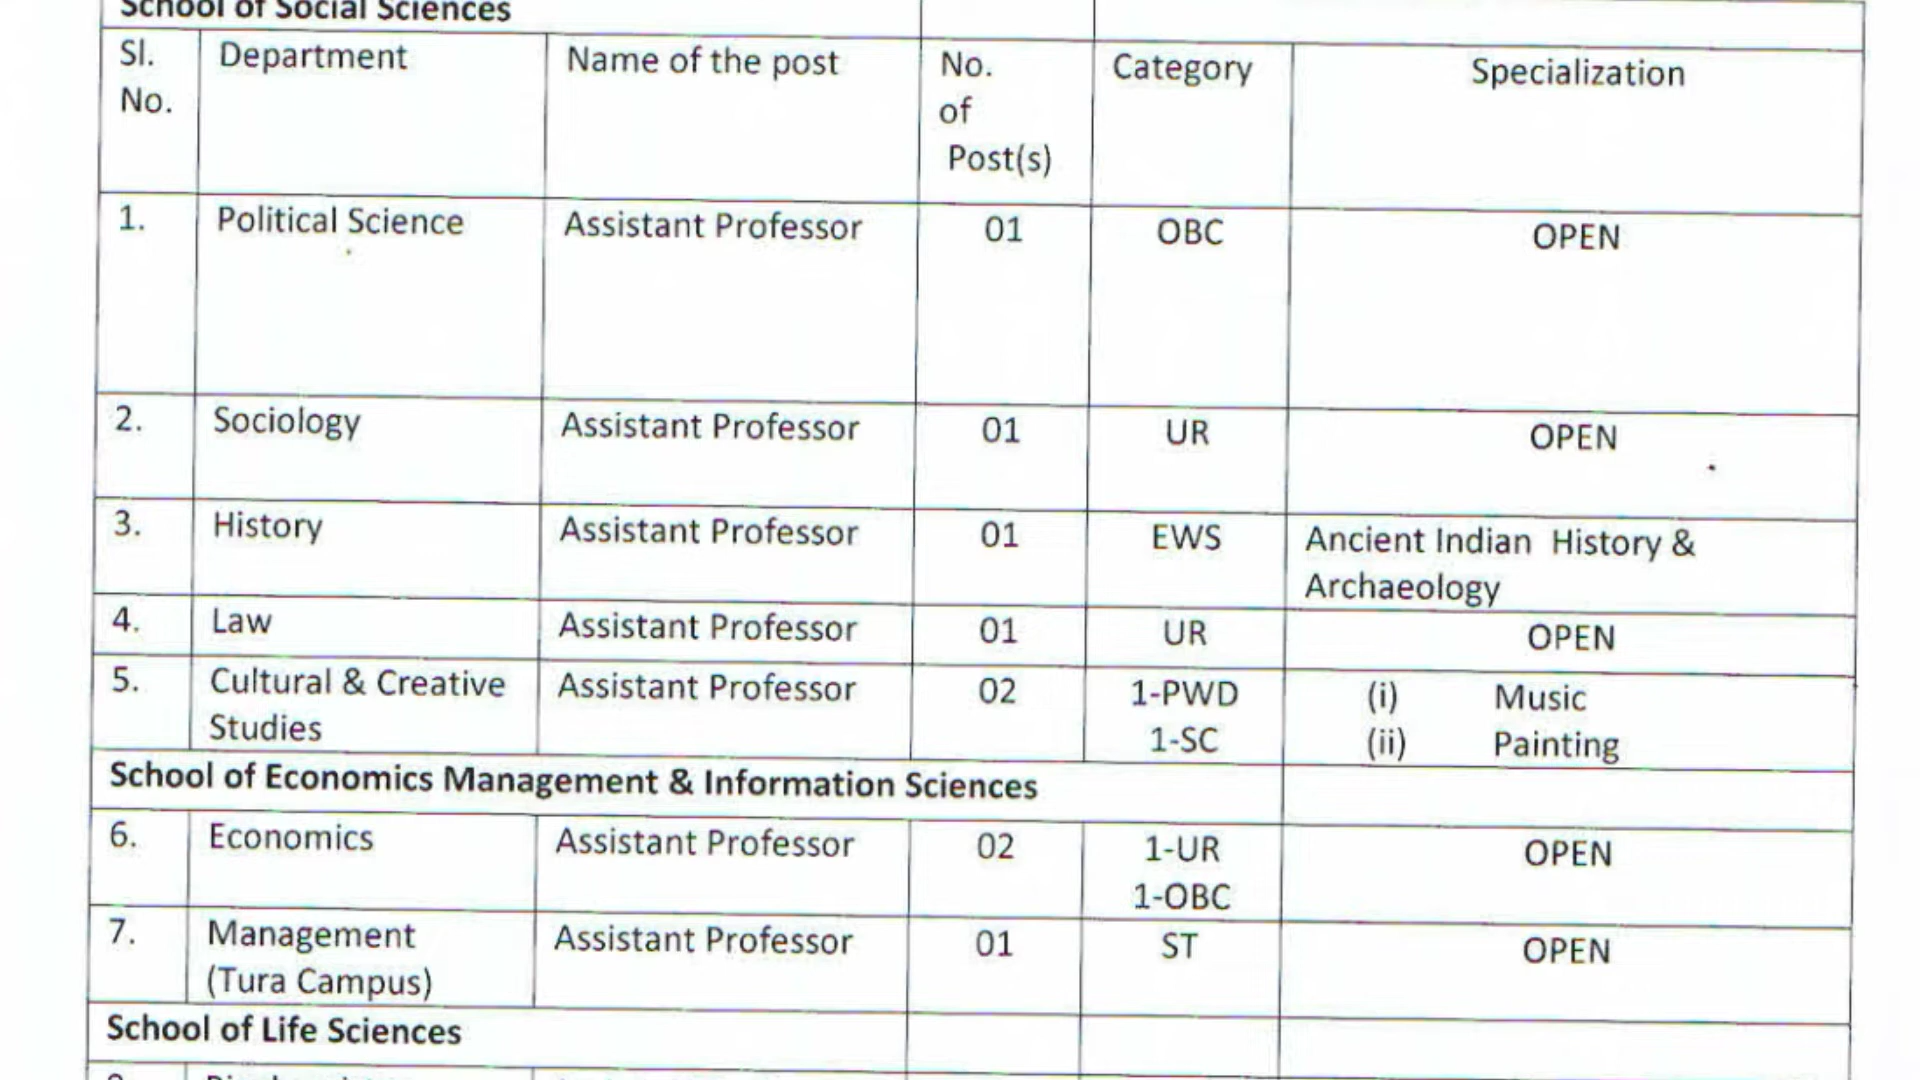 School of Social Sciences
Sl. No. Department Name of the post No. of Post(s) Category Specialization
1. Political Science Assistant Professor 01 OBC OPEN
2. Sociology Assistant Professor 01 UR OPEN
3. History Assistant Professor 01 EWS Ancient Indian History & Archaeology
4. Law Assistant Professor 01 UR OPEN
5. Cultural & Creative Studies Assistant Professor 02 1-PWD 1-SC (i) Music (ii) Painting
School of Economics Management & Information Sciences
6. Economics Assistant Professor 02 1-UR 1-OBC OPEN
7. Management (Tura Campus) Assistant Professor 01 ST OPEN
School of Life Sciences